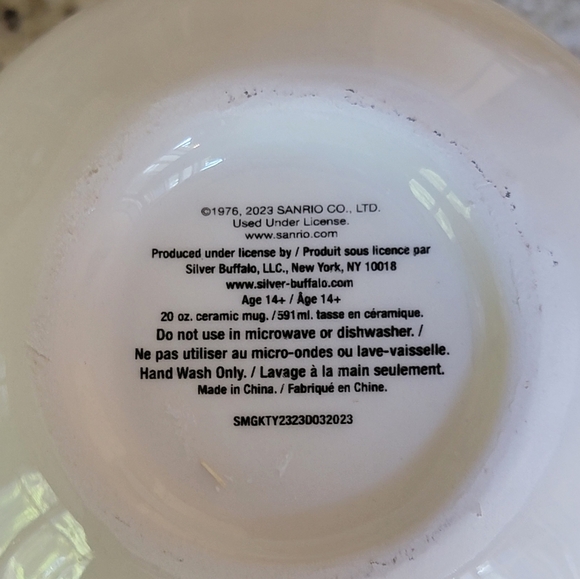 ©1976, 2023 SANRIO CO., LTD.
Used Under License.
www.sanrio.com
Produced under license by / Produit sous licence par
Silver Buffalo, LLC., New York, NY 10018
www.silver-buffalo.com
Age 14+ / Âge 14+
20 oz. ceramic mug. / 591 ml. tasse en céramique.
Do not use in microwave or dishwasher. /
Ne pas utiliser au micro-ondes ou lave-vaisselle.
Hand Wash Only. / Lavage à la main seulement.
Made in China. / Fabriqué en Chine.
SMGKTY2323D032023